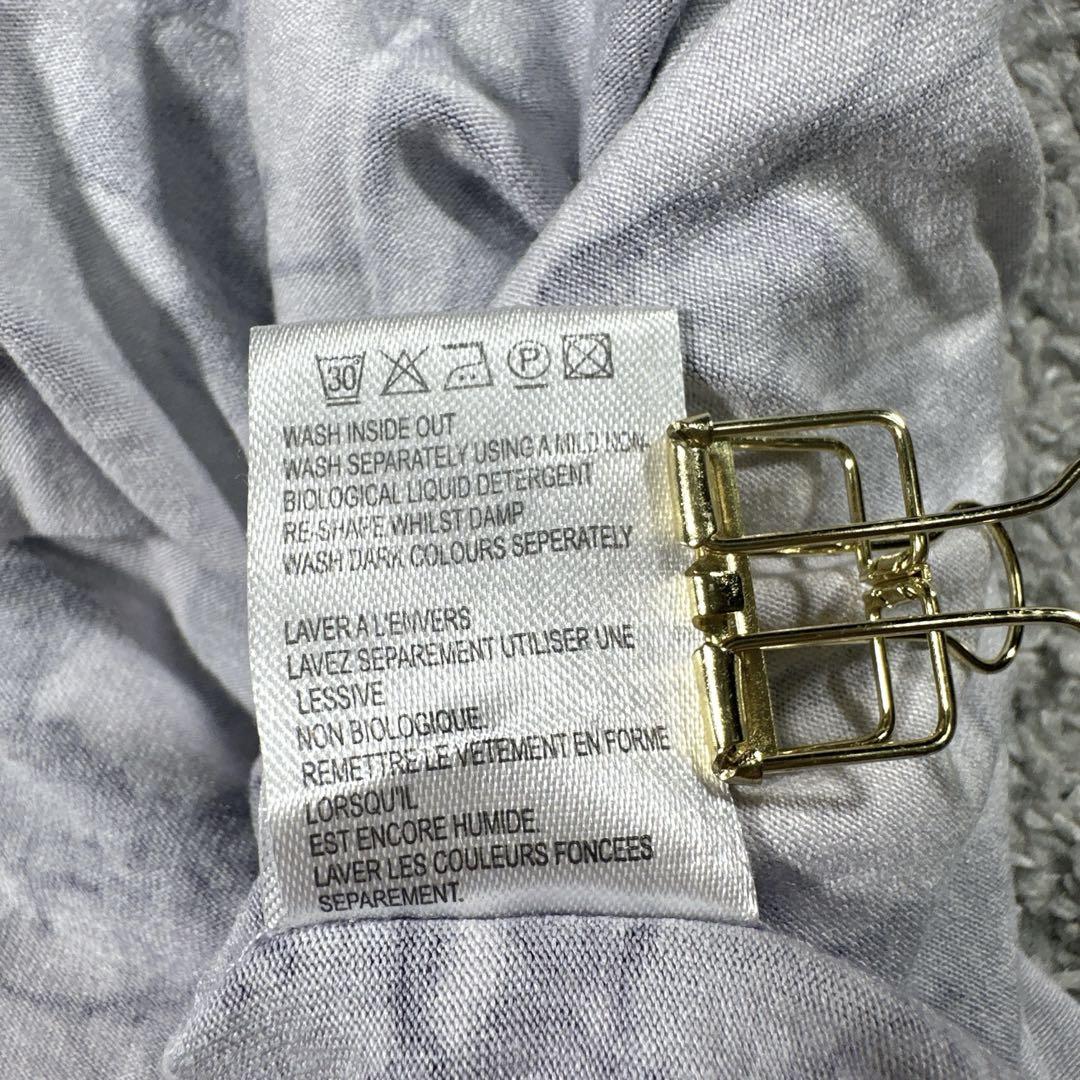 30 P
WASH INSIDE OUT
WASH SEPARATELY USING A MILD NON-
BIOLOGICAL LIQUID DETERGENT
RE-SHAPE WHILST DAMP
WASH DARK COLOURS SEPERATELY
LAVER A L'ENVERS
LAVEZ SEPAREMENT UTILISER UNE
LESSIVE
NON BIOLOGIQUE.
REMETTRE LE VETEMENT EN FORME
LORSQU'IL
EST ENCORE HUMIDE.
LAVER LES COULEURS FONCEES
SEPAREMENT.